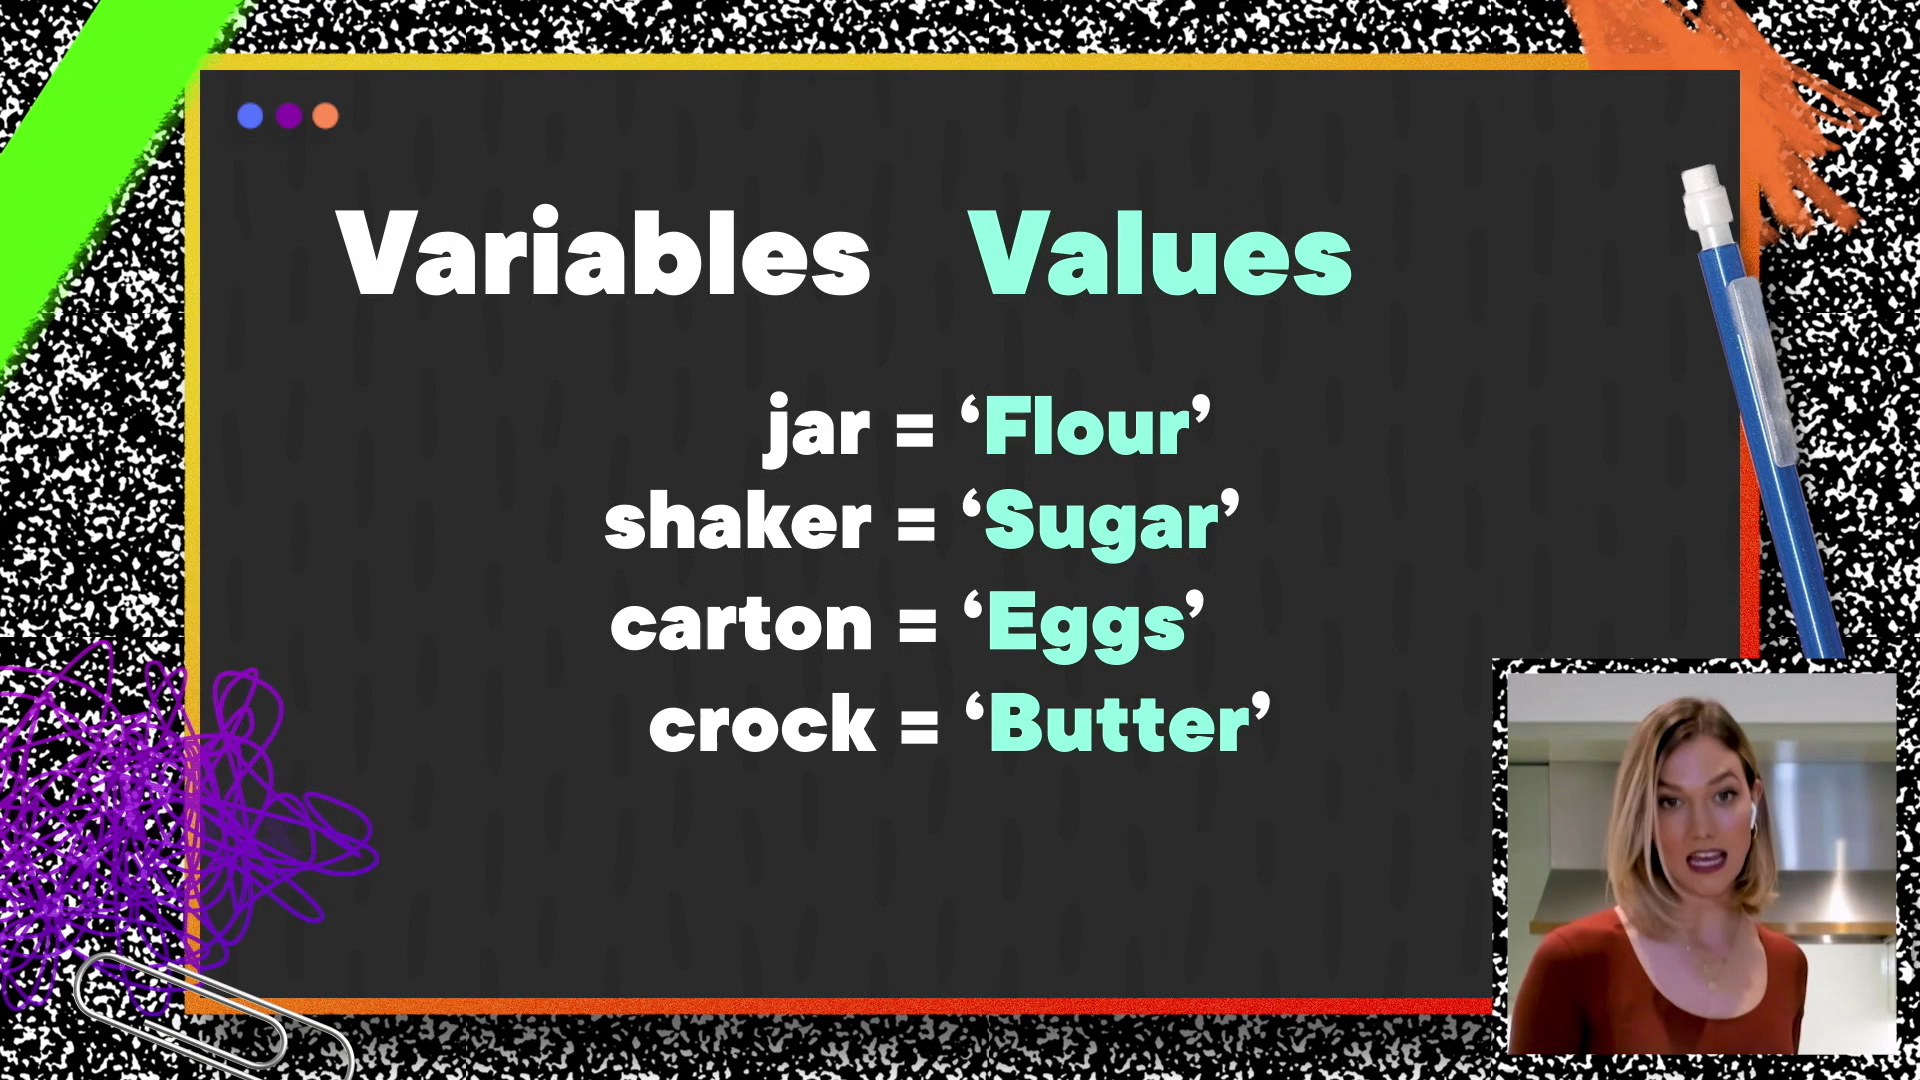 Variables Values
jar = ‘Flour’
shaker = ‘Sugar’
carton = ‘Eggs’
crock = ‘Butter’